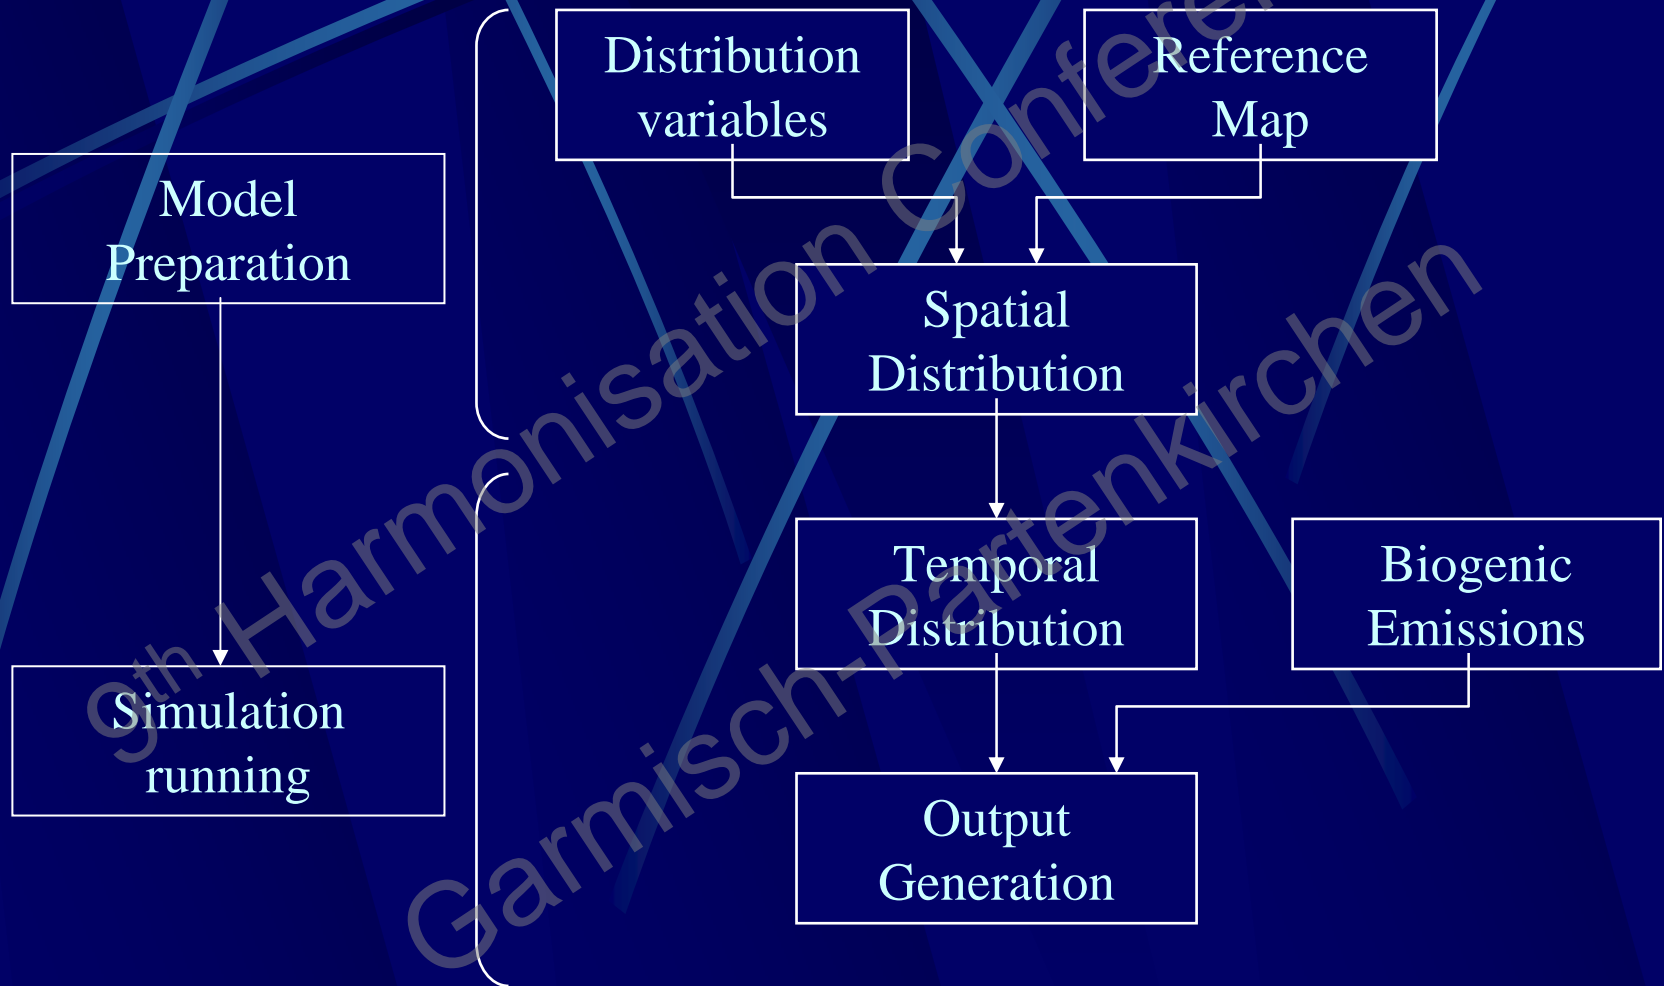 Distribution
variables
Reference
Map
Model
Preparation
Spatial
Distribution
Temporal
Distribution
Biogenic
Emissions
Simulation
running
Output
Generation
9th Harmonisation
Garmisch-Partenkirchen